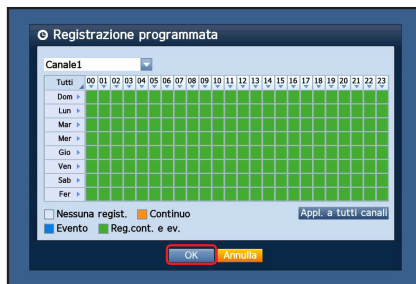 Registrazione programmata
Canale1
Tutti 00 01 02 03 04 05 06 07 08 09 10 11 12 13 14 15 16 17 18 19 20 21 22 23
Dom
Lun
Mar
Mer
Gio
Ven
Sab
Fer
Nessuna regist. Continuo Appl. a tutti canali
Evento Reg.cont. e ev.
OK Annulla